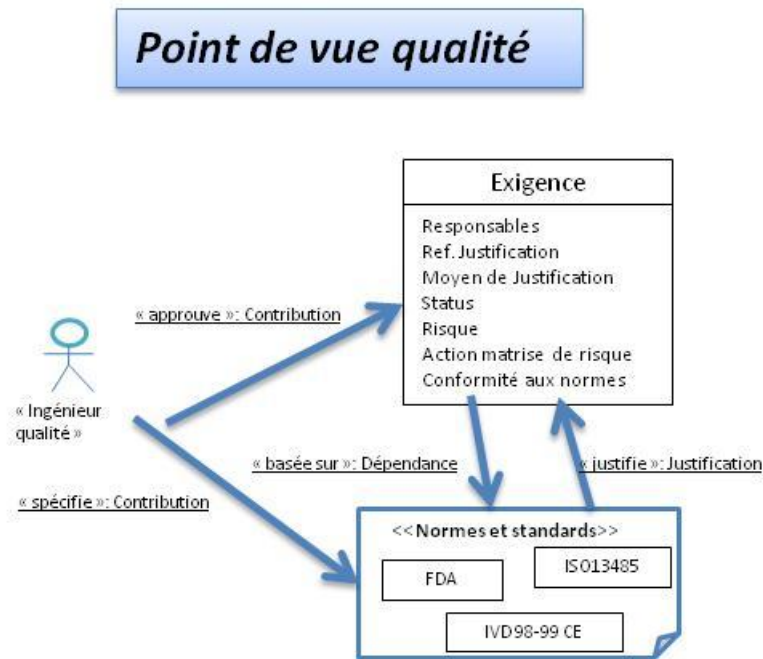 Point de vue qualité
Exigence
Responsables
Ref. Justification
Moyen de Justification
Status
Risque
Action matrise de risque
Conformité aux normes
« approuve »: Contribution
« Ingénieur
qualité »
« basée sur »: Dépendance
« justifie »: Justification
« spécifie »: Contribution
<<Normes et standards>>
FDA
ISO13485
IVD98-99 CE